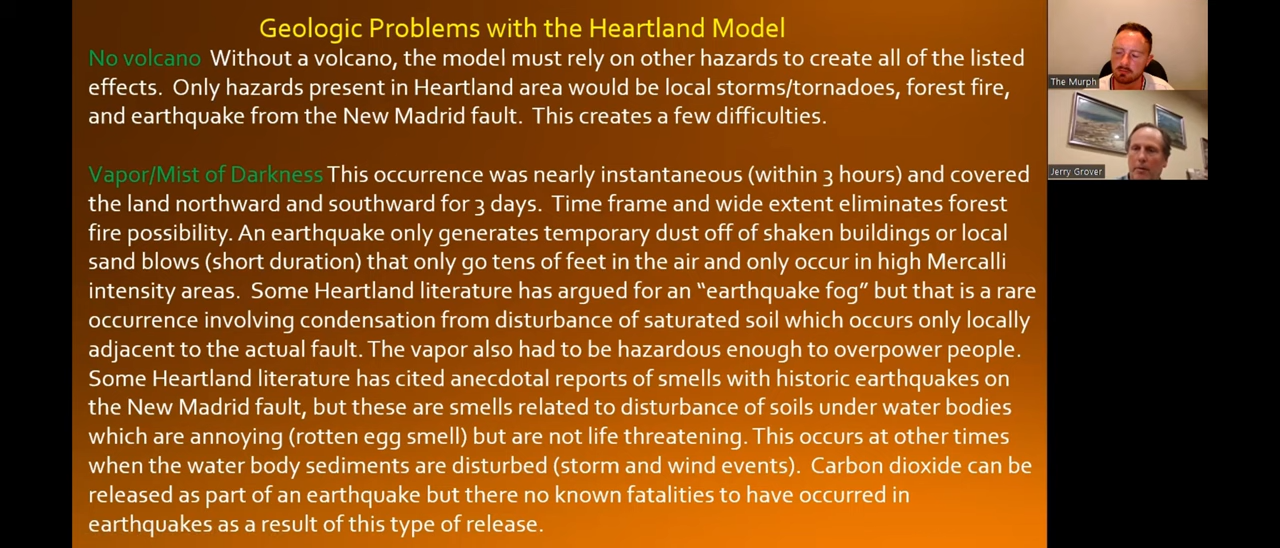 Geologic Problems with the Heartland Model
No volcano Without a volcano, the model must rely on other hazards to create all of the listed
effects. Only hazards present in Heartland area would be local storms/tornadoes, forest fire,
and earthquake from the New Madrid fault. This creates a few difficulties.
Vapor/Mist of Darkness This occurrence was nearly instantaneous (within 3 hours) and covered
the land northward and southward for 3 days. Time frame and wide extent eliminates forest
fire possibility. An earthquake only generates temporary dust off of shaken buildings or local
sand blows (short duration) that only go tens of feet in the air and only occur in high Mercalli
intensity areas. Some Heartland literature has argued for an “earthquake fog” but that is a rare
occurrence involving condensation from disturbance of saturated soil which occurs only locally
adjacent to the actual fault. The vapor also had to be hazardous enough to overpower people.
Some Heartland literature has cited anecdotal reports of smells with historic earthquakes on
the New Madrid fault, but these are smells related to disturbance of soils under water bodies
which are annoying (rotten egg smell) but are not life threatening. This occurs at other times
when the water body sediments are disturbed (storm and wind events). Carbon dioxide can be
released as part of an earthquake but there no known fatalities to have occurred in
earthquakes as a result of this type of release.
The Murph
Jerry Grover